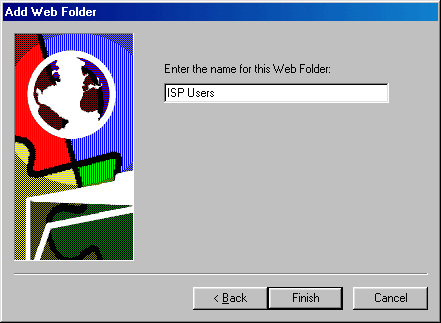 Add Web Folder
Enter the name for this Web Folder:
ISP Users
< Back
Finish
Cancel